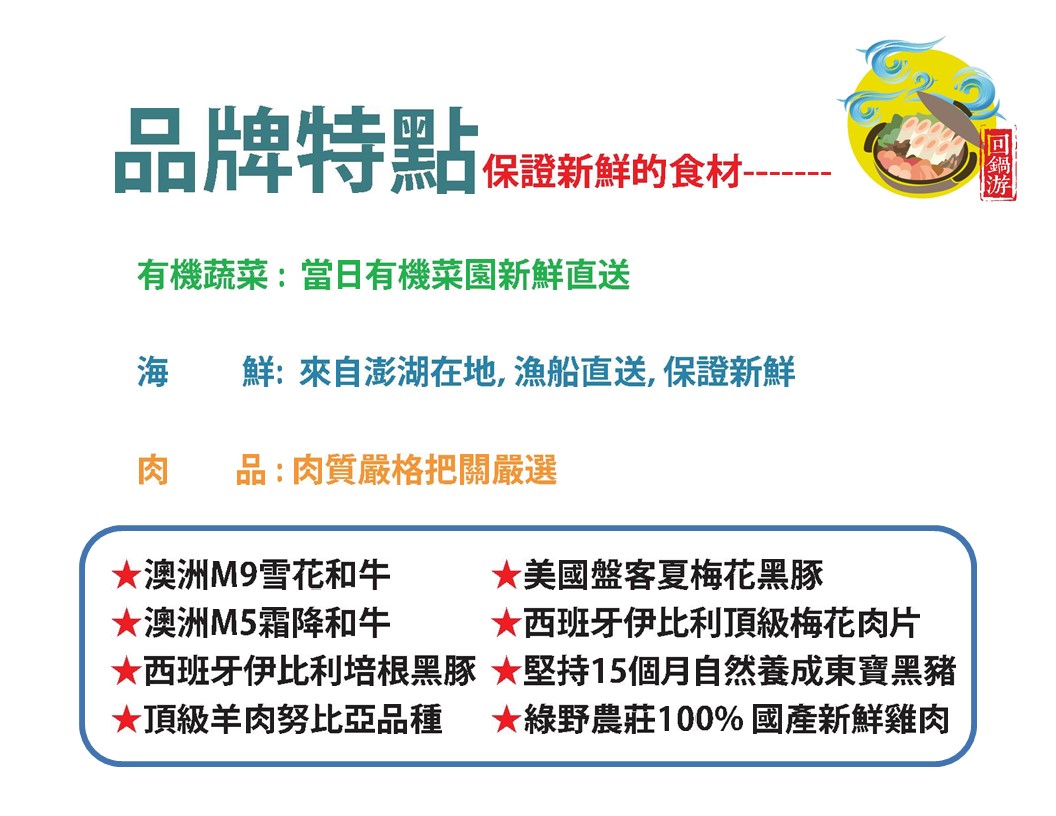 品牌特點保證新鮮的食材-------
回鍋游
有機蔬菜 : 當日有機菜園新鮮直送
海 鮮: 來自澎湖在地, 漁船直送, 保證新鮮
肉 品 : 肉質嚴格把關嚴選
★澳洲M9雪花和牛
★美國盤客夏梅花黑豚
★澳洲M5霜降和牛
★西班牙伊比利頂級梅花肉片
★西班牙伊比利培根黑豚
★堅持15個月自然養成東寶黑豬
★頂級羊肉努比亞品種
★綠野農莊100% 國產新鮮雞肉